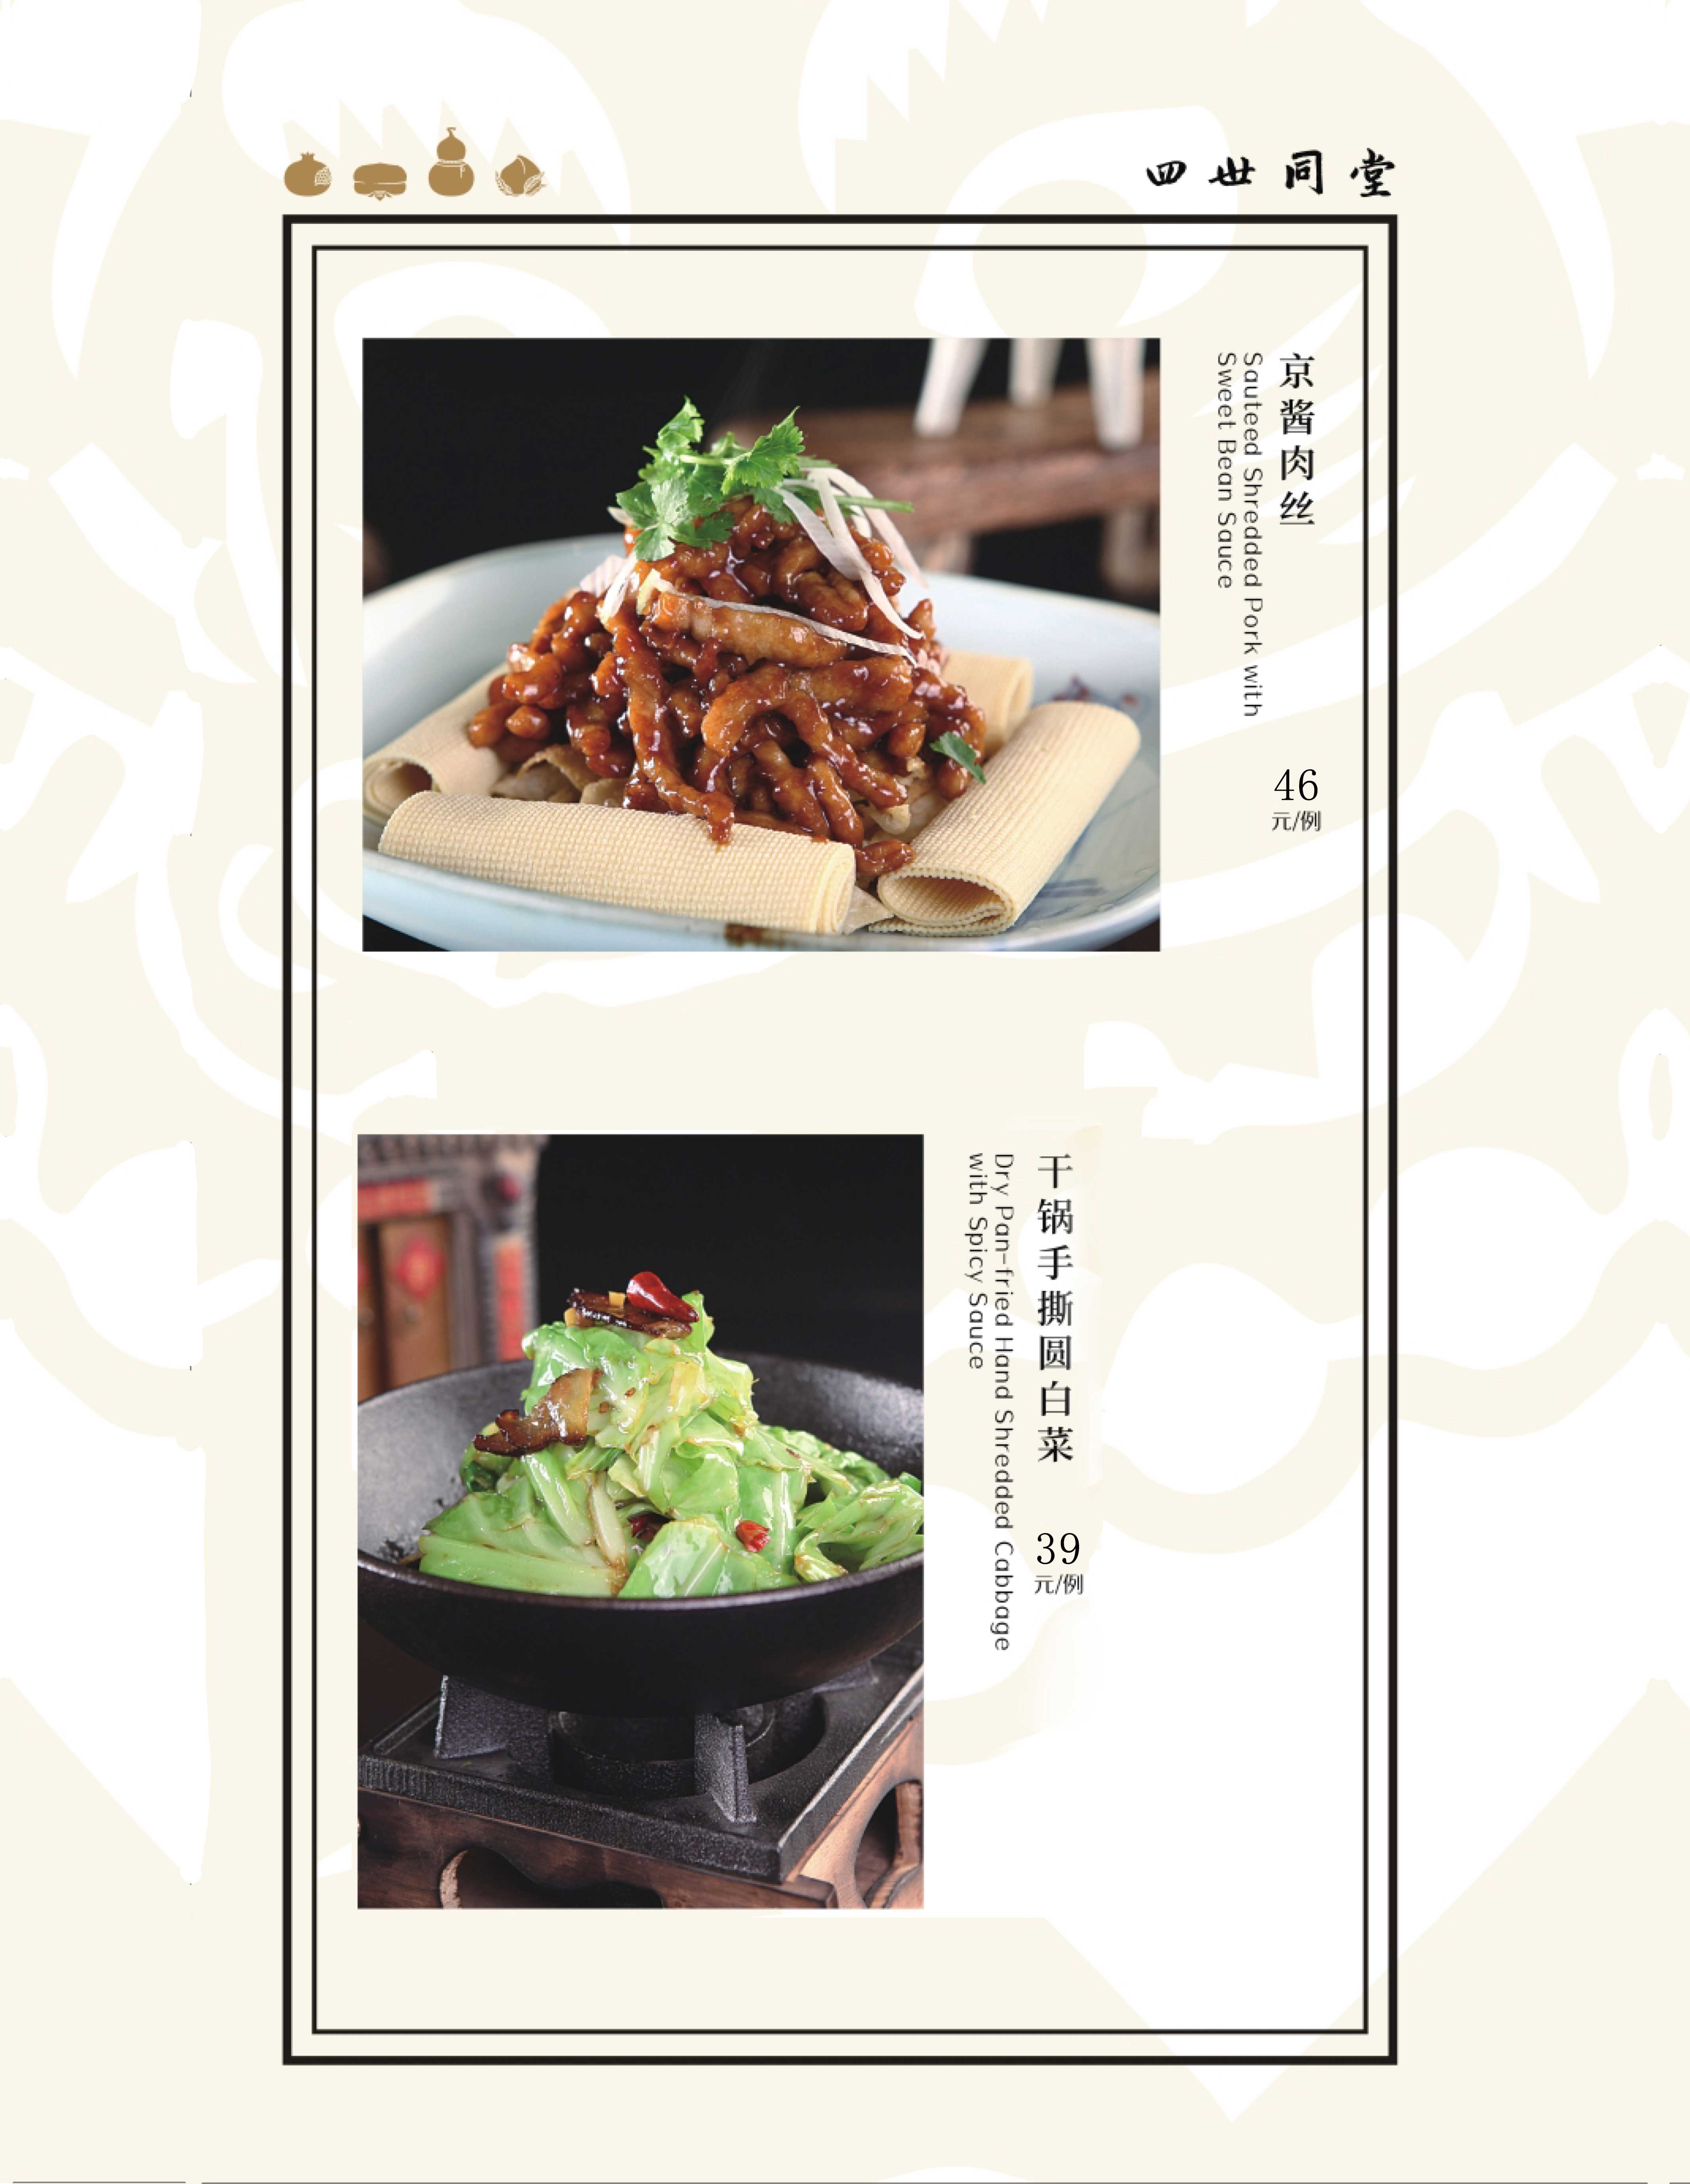 四世同堂
京酱肉丝
Sauteed Shredded Pork with
Sweet Bean Sauce
46
元/例
干锅手撕圆白菜
Dry Pan-fried Hand Shredded Cabbage
with Spicy Sauce
39
元/例